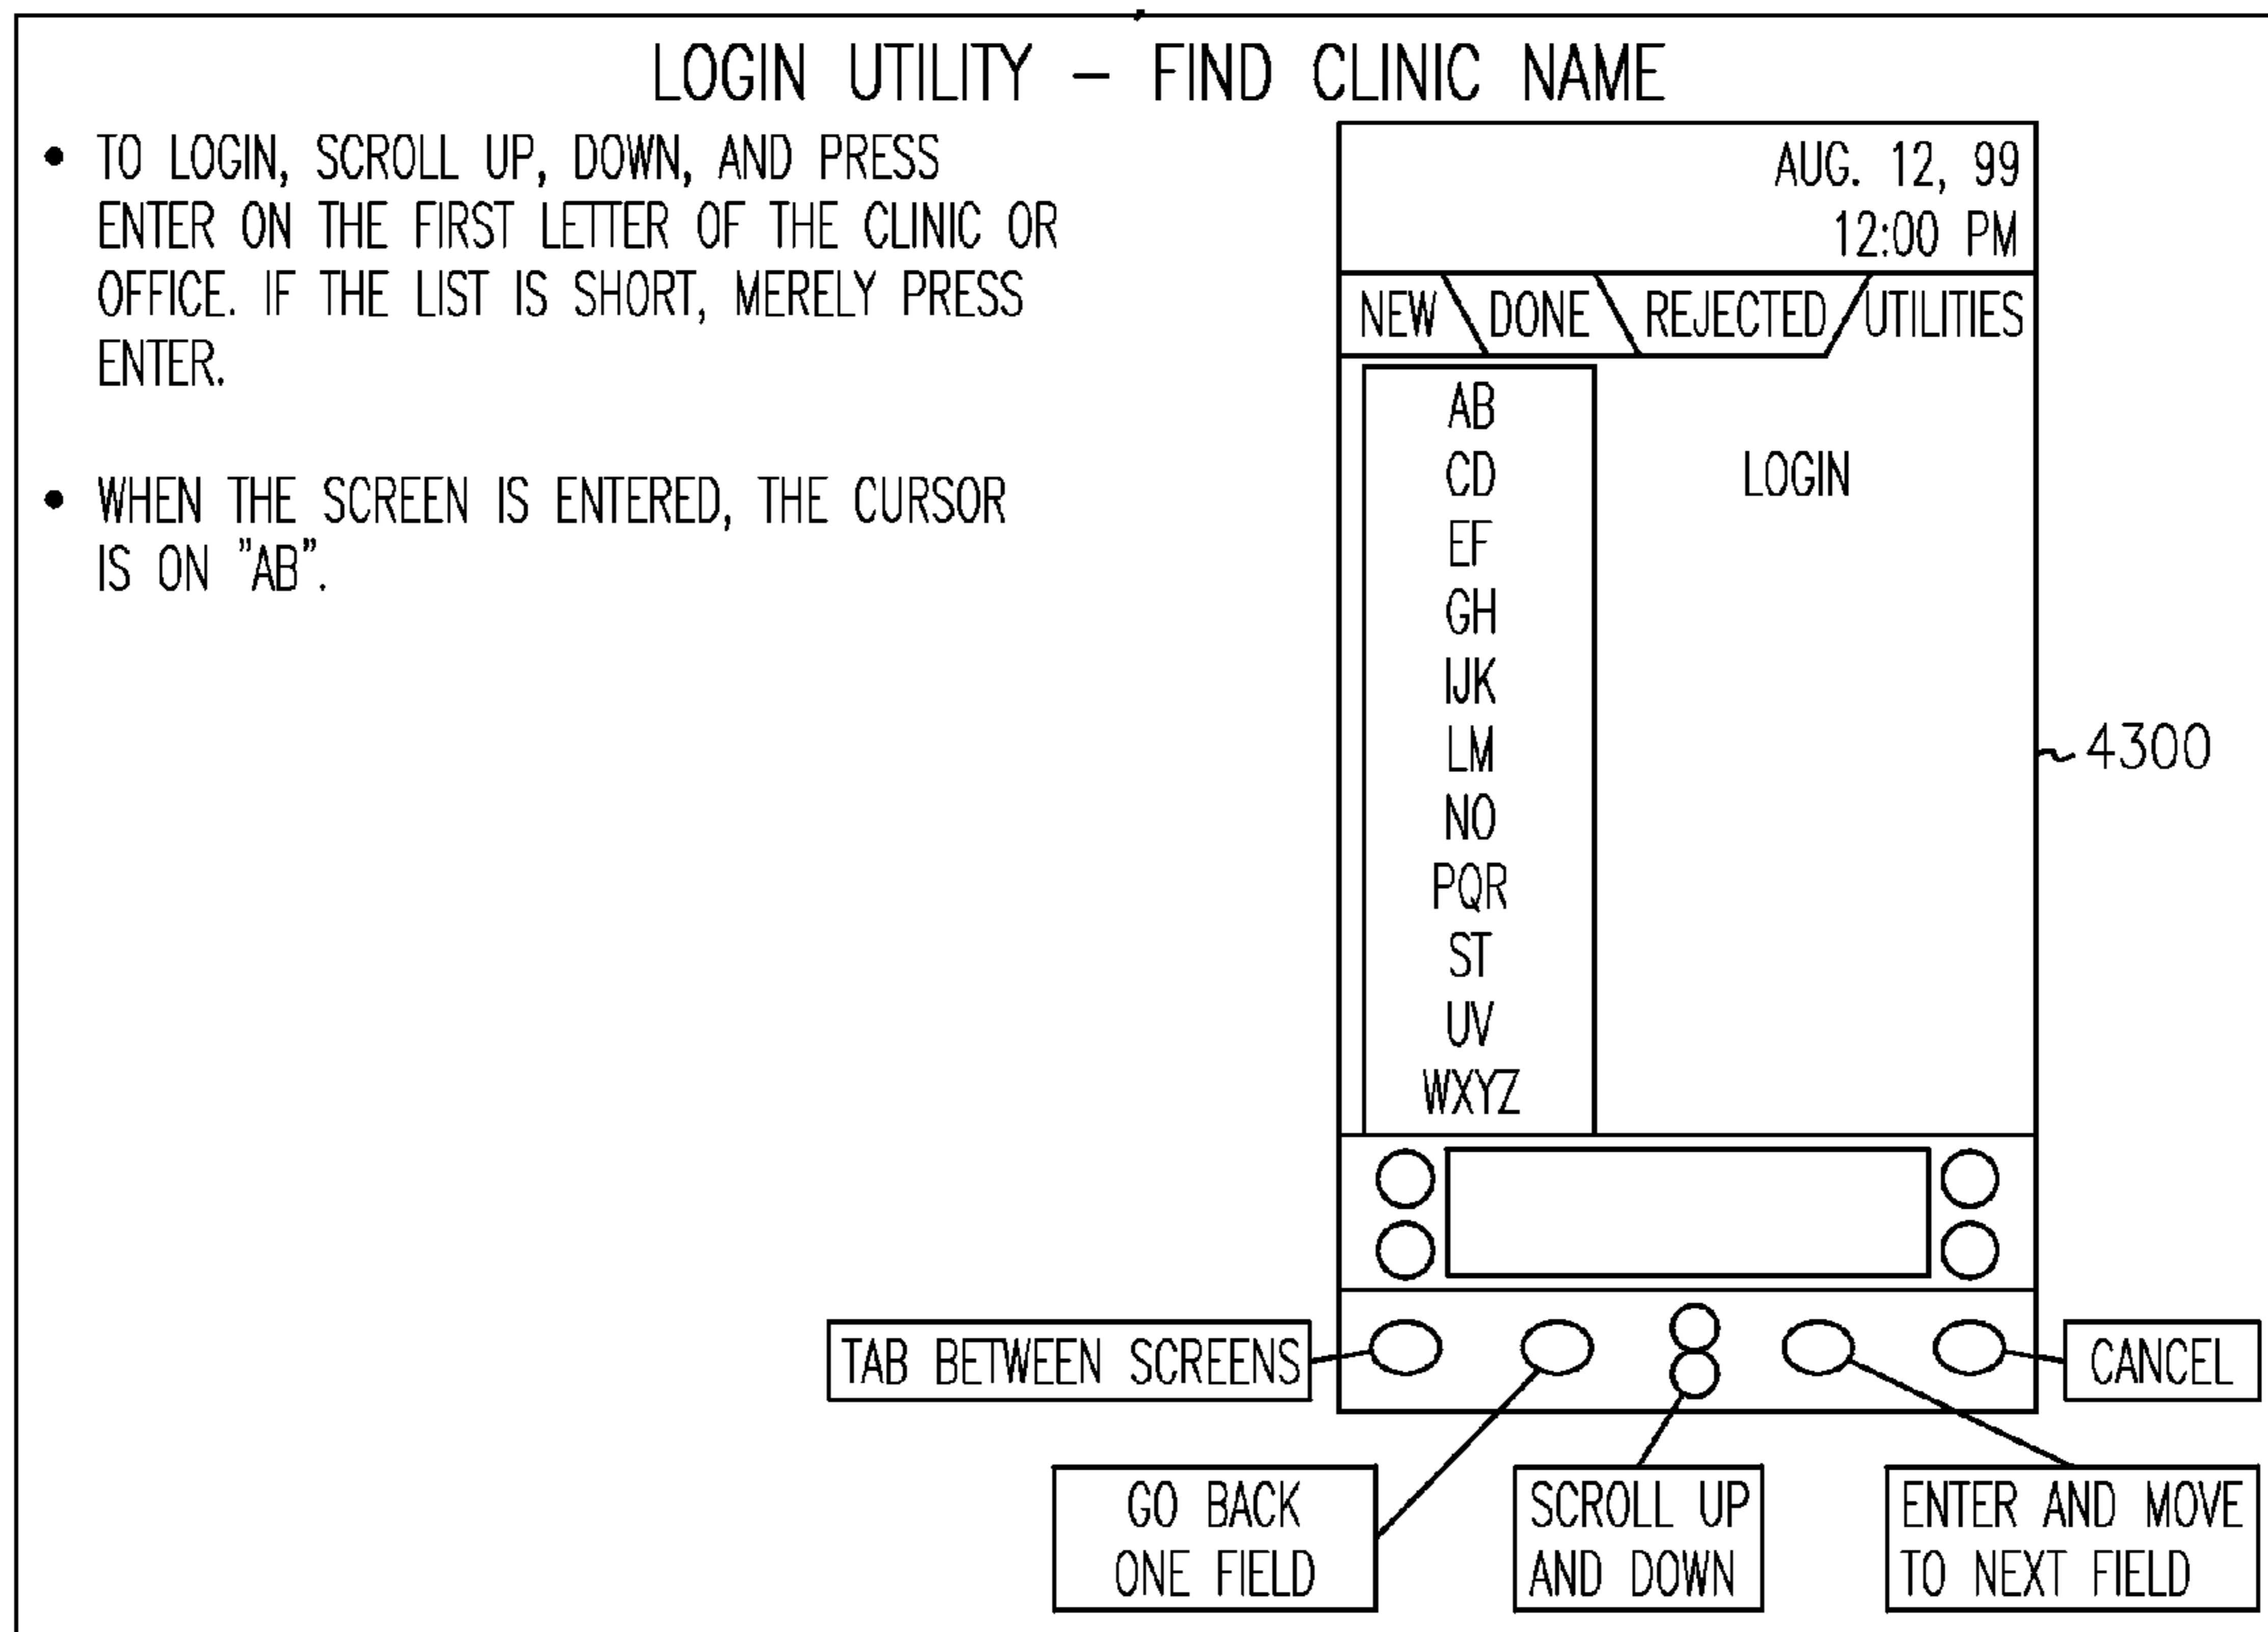 LOGIN UTILITY – FIND CLINIC NAME
• TO LOGIN, SCROLL UP, DOWN, AND PRESS
ENTER ON THE FIRST LETTER OF THE CLINIC OR
OFFICE. IF THE LIST IS SHORT, MERELY PRESS
ENTER.
• WHEN THE SCREEN IS ENTERED, THE CURSOR
IS ON "AB".
AUG. 12, 99
12:00 PM
NEW DONE REJECTED UTILITIES
AB
CD
EF
GH
IJK
LM
NO
PQR
ST
UV
WXYZ
LOGIN
4300
TAB BETWEEN SCREENS
CANCEL
GO BACK
ONE FIELD
SCROLL UP
AND DOWN
ENTER AND MOVE
TO NEXT FIELD